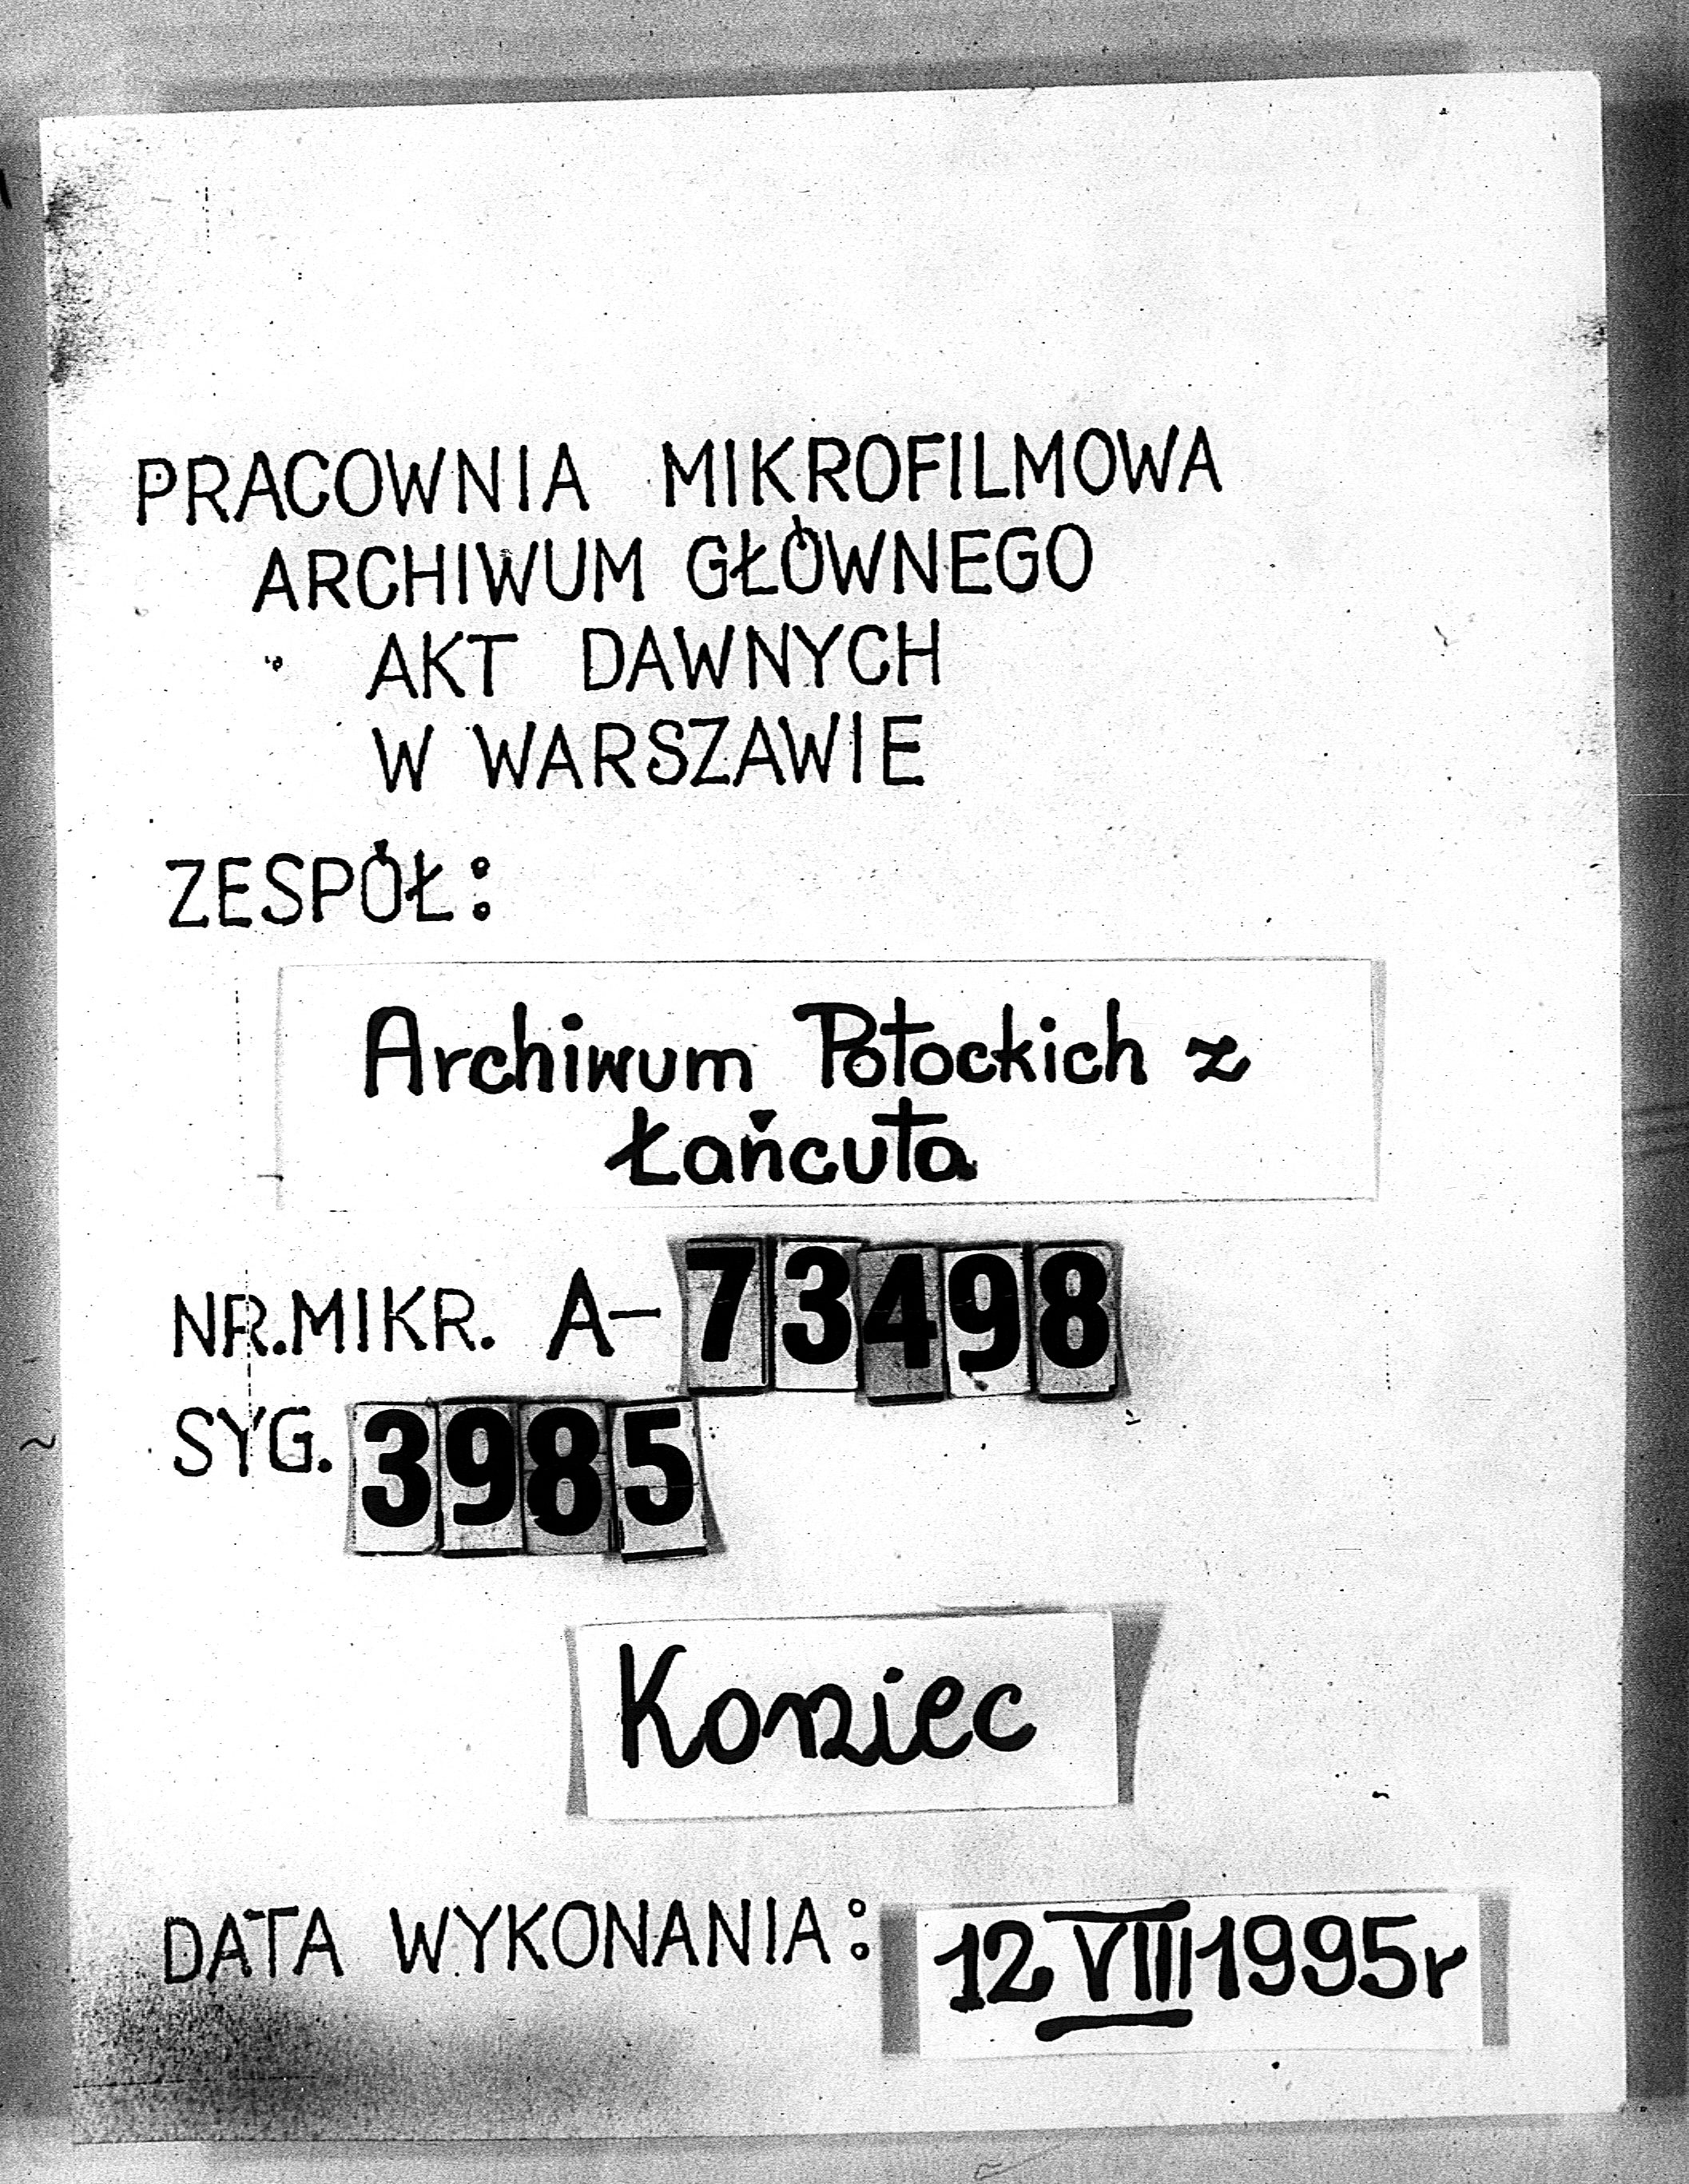 PRACOWNIA MIKROFILMOWA
ARCHIWUM GŁÓWNEGO
AKT DAWNYCH
W WARSZAWIE
ZESPÓŁ:
Archiwum Potockich z
Łańcuta
NR.MIKR. A-73498
SYG. 3985
Koniec
DATA WYKONANIA: 12 VIII 1995r